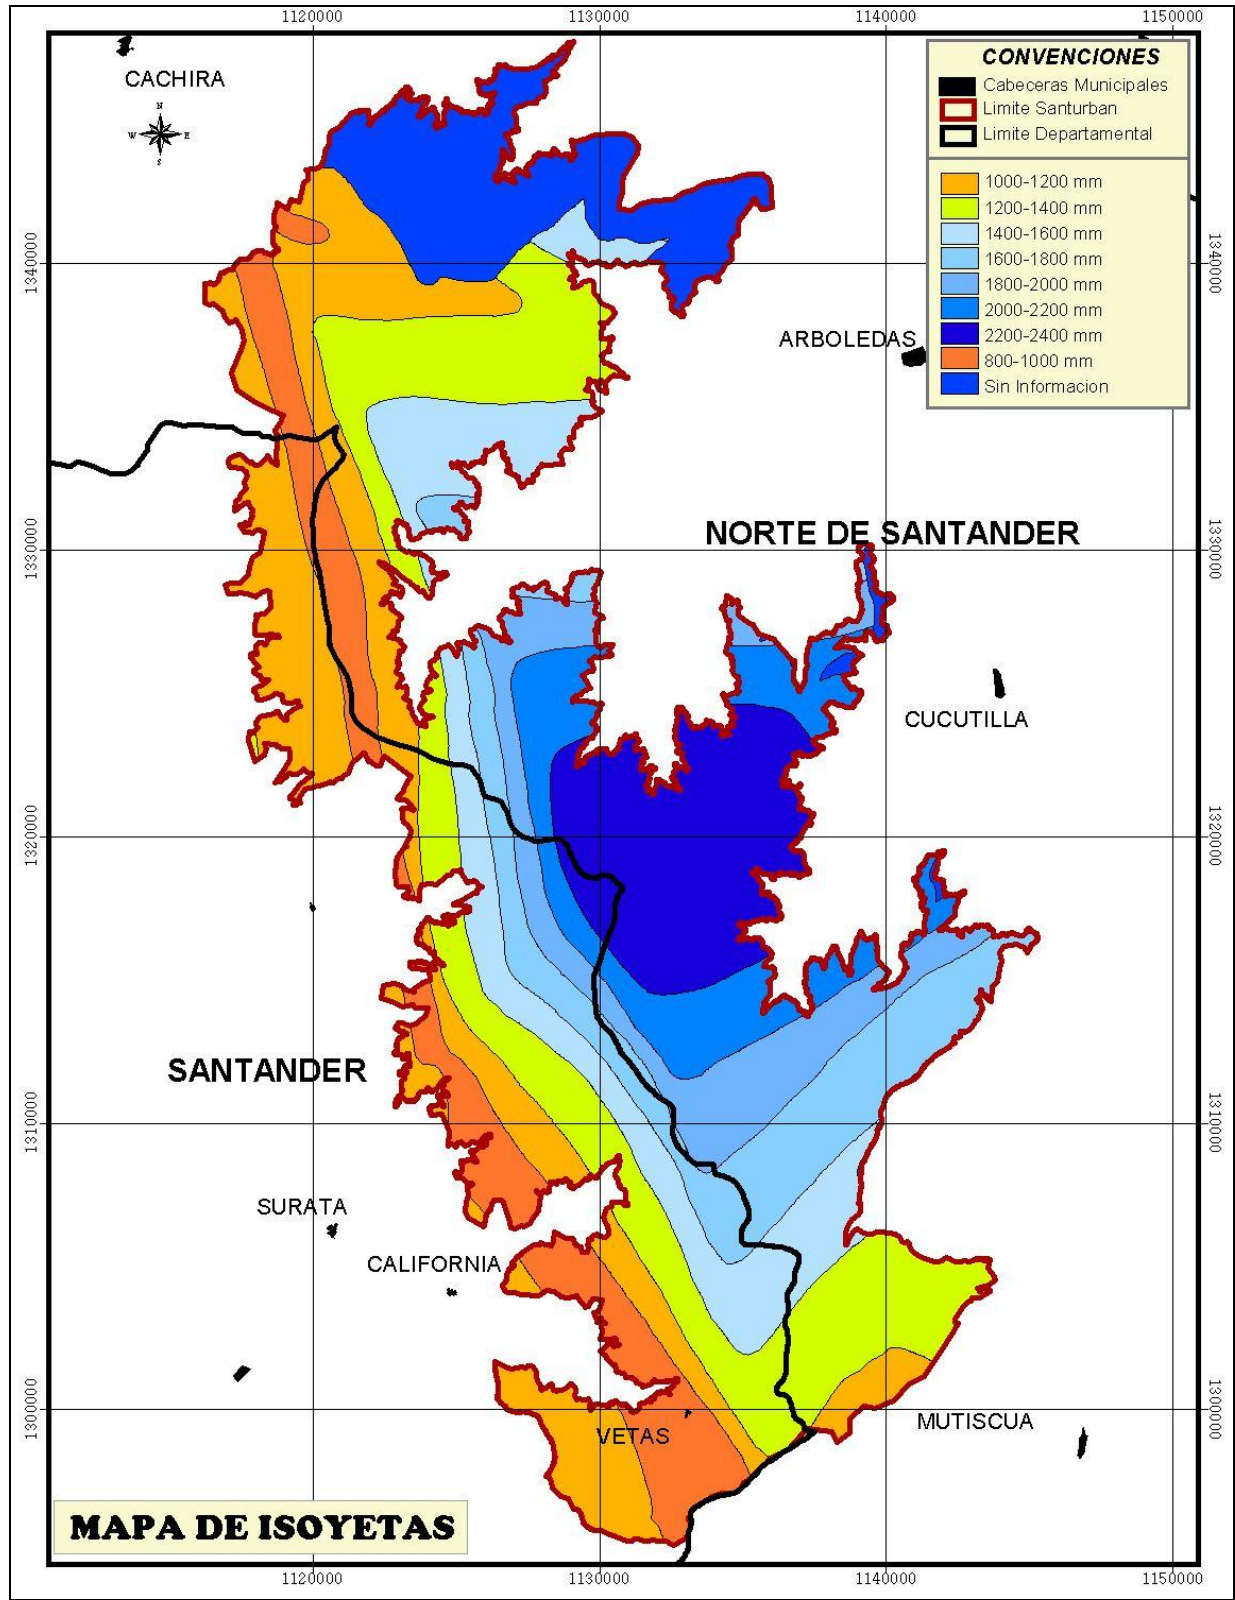 1120000
1130000
1140000
1150000
CACHIRA
N
W
E
S
CONVENCIONES
Cabeceras Municipales
Limite Santurban
Limite Departamental
1000-1200 mm
1200-1400 mm
1400-1600 mm
1600-1800 mm
1800-2000 mm
2000-2200 mm
2200-2400 mm
800-1000 mm
Sin Informacion
1340000
1340000
ARBOLEDAS
NORTE DE SANTANDER
1330000
1330000
CUCUTILLA
1320000
1320000
SANTANDER
1310000
1310000
SURATA
CALIFORNIA
1300000
1300000
MUTISCUA
VETAS
MAPA DE ISOYETAS
1120000
1130000
1140000
1150000